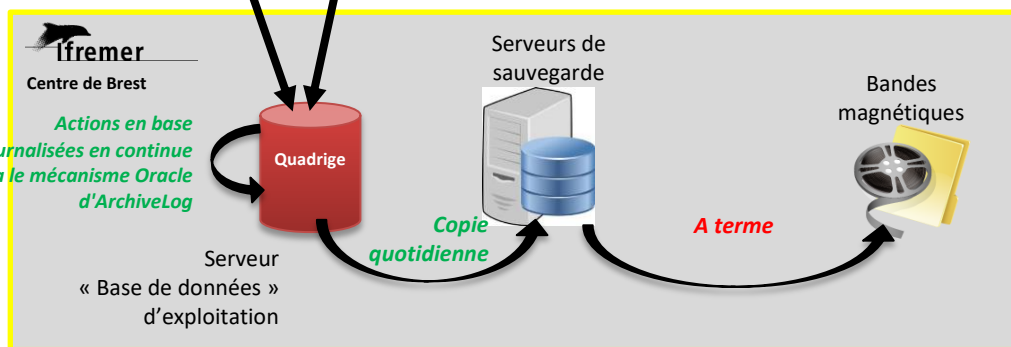 Ifremer
Centre de Brest
Actions en base
urnalisées en continue
le mécanisme Oracle
d'ArchiveLog
Quadrige
Serveur
« Base de données »
d'exploitation
Copie
quotidienne
Serveurs de
sauvegarde
A terme
Bandes
magnétiques